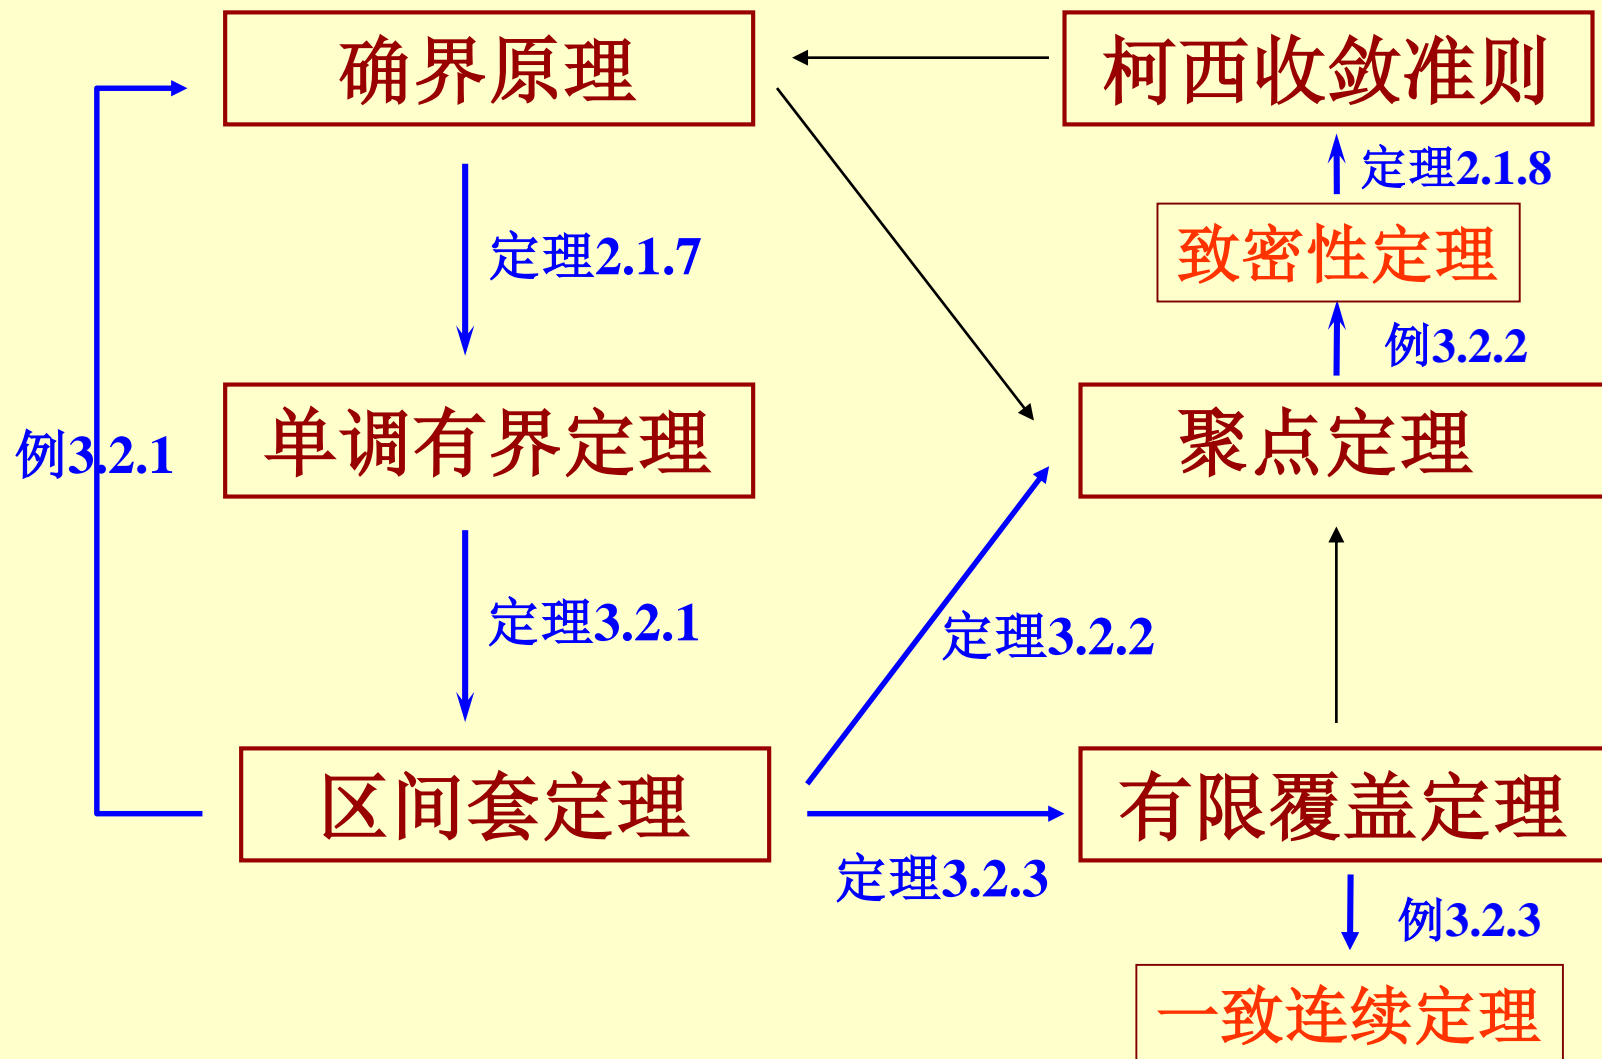 确界原理
柯西收敛准则
定理2.1.8
致密性定理
定理2.1.7
例3.2.2
单调有界定理
聚点定理
例3.2.1
定理3.2.1
定理3.2.2
区间套定理
有限覆盖定理
定理3.2.3
例3.2.3
一致连续定理